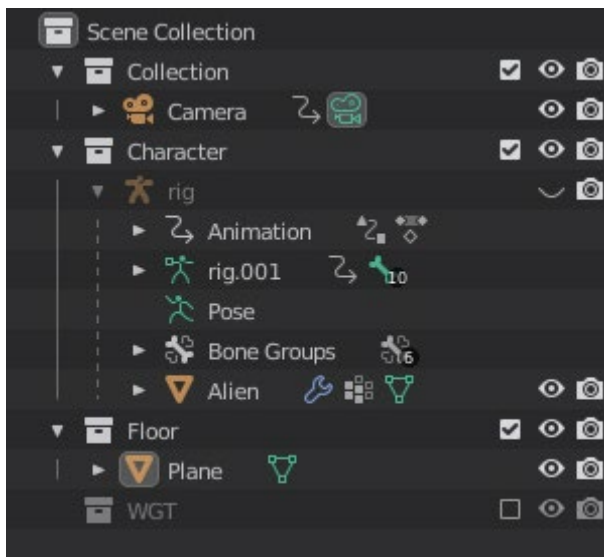 Scene Collection
Collection
Camera
Character
rig
Animation
rig.001 10
Pose
Bone Groups 6
Alien
Floor
Plane
WGT